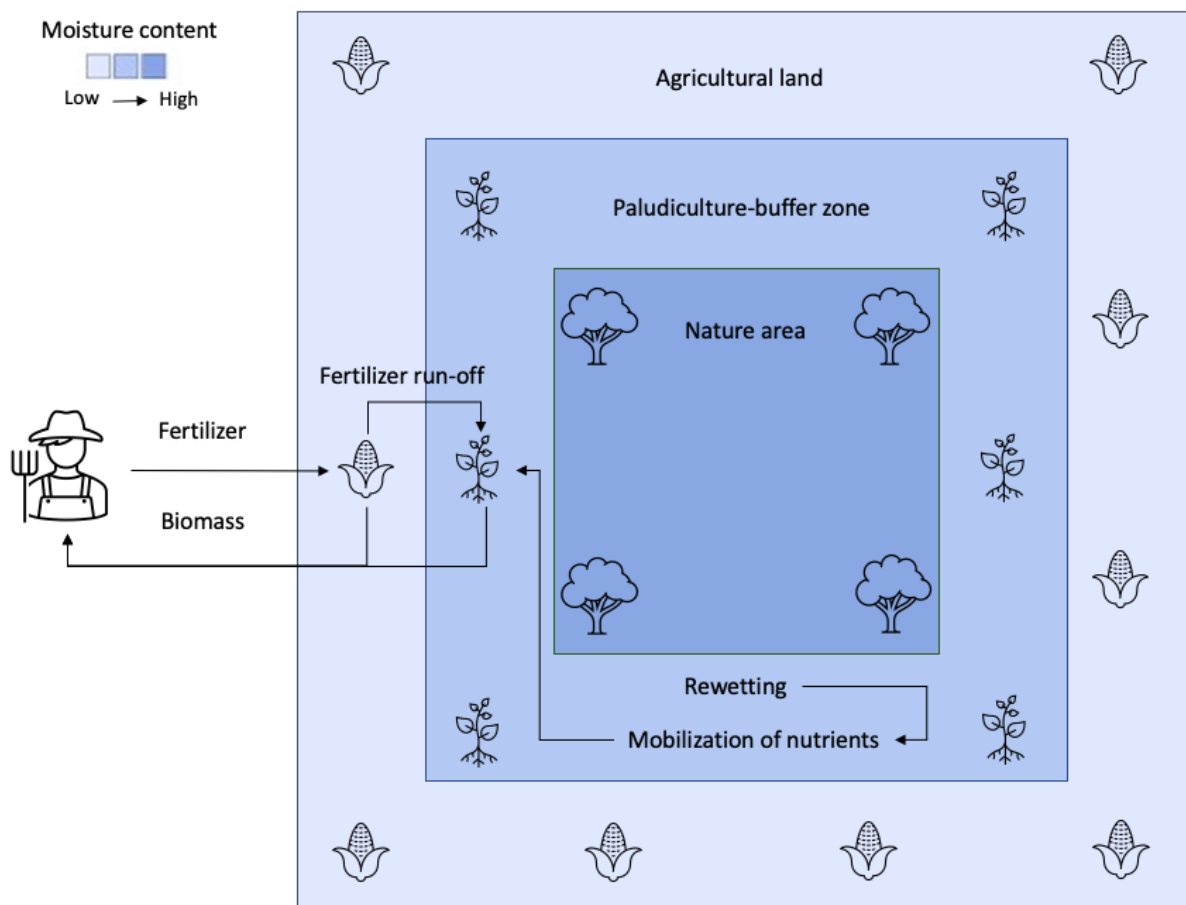 Moisture content
Low
High
Agricultural land
Paludiculture-buffer zone
Nature area
Fertilizer run-off
Fertilizer
Biomass
Rewetting
Mobilization of nutrients